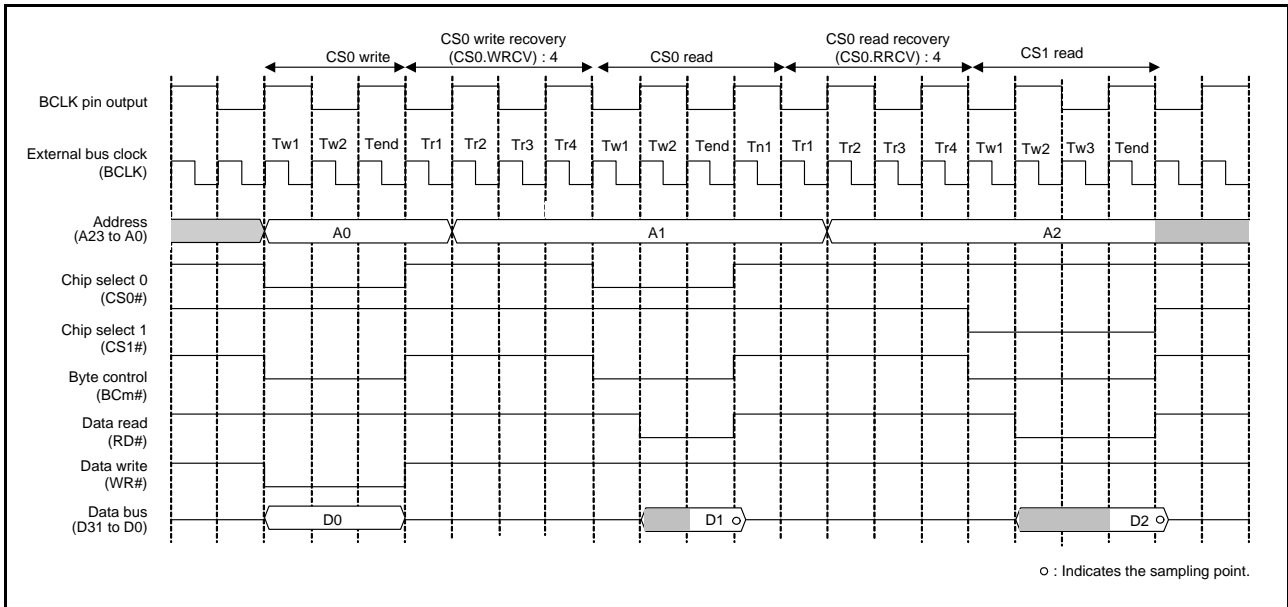 CS0 write
CS0 write recovery
(CS0.WRCV) : 4
CS0 read
CS0 read recovery
(CS0.RRCV) : 4
CS1 read
BCLK pin output
External bus clock
(BCLK)
Tw1 Tw2 Tend Tr1 Tr2 Tr3 Tr4 Tw1 Tw2 Tend Tn1 Tr1 Tr2 Tr3 Tr4 Tw1 Tw2 Tw3 Tend
Address
(A23 to A0)
A0 A1 A2
Chip select 0
(CS0#)
Chip select 1
(CS1#)
Byte control
(BCm#)
Data read
(RD#)
Data write
(WR#)
Data bus
(D31 to D0)
D0 D1 D2
: Indicates the sampling point.